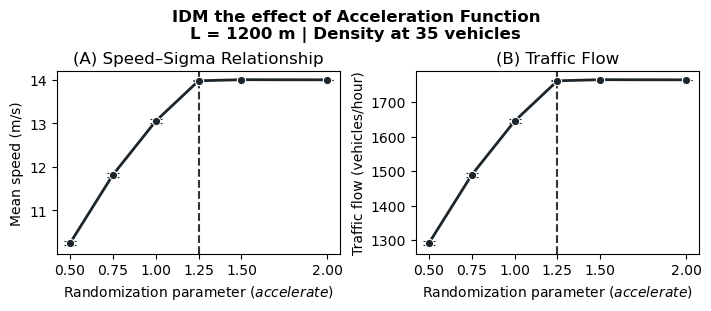 IDM the effect of Acceleration Function
L = 1200 m | Density at 35 vehicles
(A) Speed–Sigma Relationship
Mean speed (m/s)
14
13
12
11
0.50 0.75 1.00 1.25 1.50 2.00
Randomization parameter (accelerate)
(B) Traffic Flow
Traffic flow (vehicles/hour)
1700
1600
1500
1400
1300
0.50 0.75 1.00 1.25 1.50 2.00
Randomization parameter (accelerate)